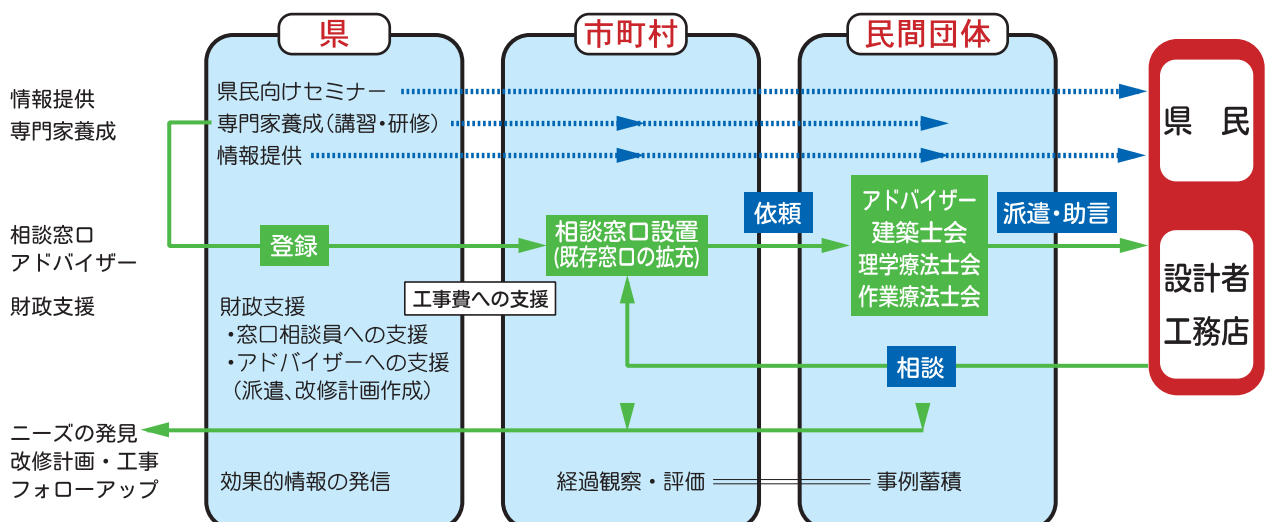 県
市町村
民間団体
情報提供
専門家養成
県民向けセミナー
専門家養成（講習・研修）
情報提供
県　民
相談窓口
アドバイザー
登録
相談窓口設置
(既存窓口の拡充)
依頼
アドバイザー
建築士会
理学療法士会
作業療法士会
派遣・助言
設計者
工務店
財政支援
財政支援
・窓口相談員への支援
・アドバイザーへの支援
（派遣、改修計画作成）
工事費への支援
相談
ニーズの発見
改修計画・工事
フォローアップ
効果的情報の発信
経過観察・評価
事例蓄積